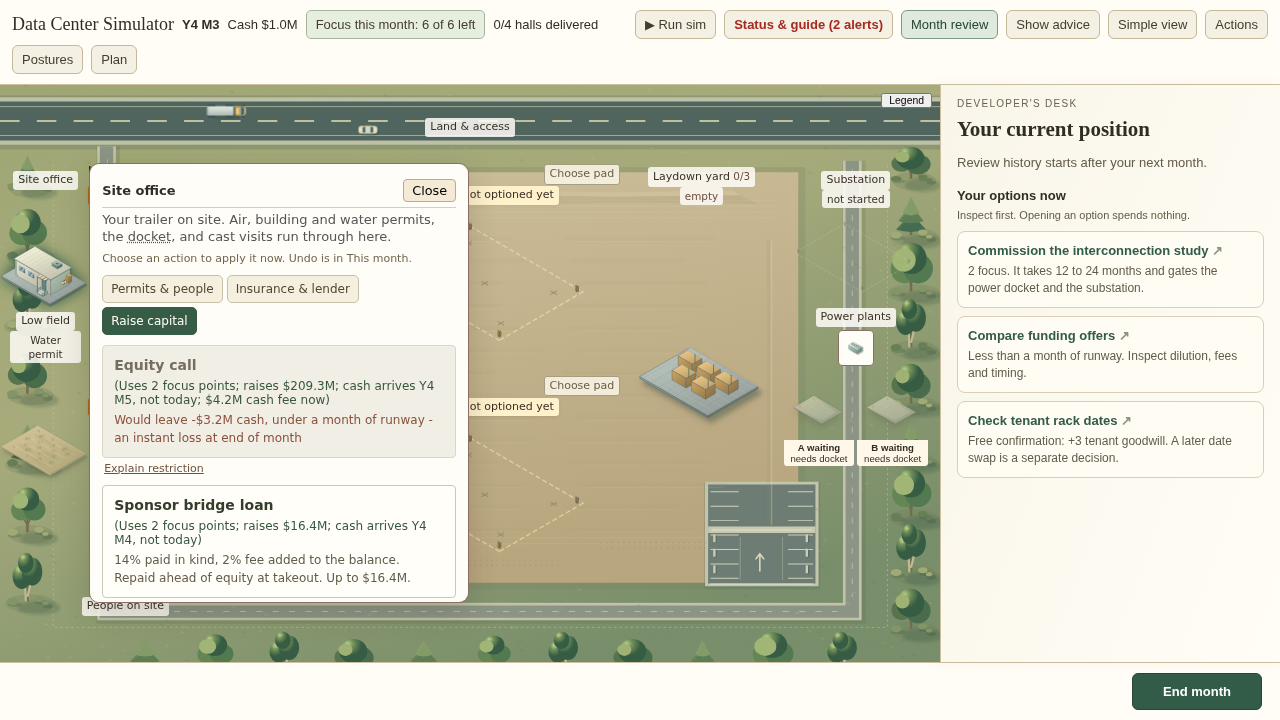 Data Center Simulator Y4 M3 Cash $1.0M Focus this month: 6 of 6 left 0/4 halls delivered ▶ Run sim Status & guide (2 alerts) Month review Show advice Simple view Actions
Postures Plan
Legend
Land & access
Site office
Choose pad
ot optioned yet
Laydown yard 0/3
empty
Substation
not started
Low field
Water
permit
Power plants
Choose pad
ot optioned yet
A waiting
needs docket
B waiting
needs docket
People on site
Site office Close
Your trailer on site. Air, building and water permits,
the docket, and cast visits run through here.
Choose an action to apply it now. Undo is in This month.
Permits & people Insurance & lender
Raise capital
Equity call
(Uses 2 focus points; raises $209.3M; cash arrives Y4
M5, not today; $4.2M cash fee now)
Would leave -$3.2M cash, under a month of runway -
an instant loss at end of month
Explain restriction
Sponsor bridge loan
(Uses 2 focus points; raises $16.4M; cash arrives Y4
M4, not today)
14% paid in kind, 2% fee added to the balance.
Repaid ahead of equity at takeout. Up to $16.4M.
DEVELOPER'S DESK
Your current position
Review history starts after your next month.
Your options now
Inspect first. Opening an option spends nothing.
Commission the interconnection study ↗
2 focus. It takes 12 to 24 months and gates the
power docket and the substation.
Compare funding offers ↗
Less than a month of runway. Inspect dilution, fees
and timing.
Check tenant rack dates ↗
Free confirmation: +3 tenant goodwill. A later date
swap is a separate decision.
End month